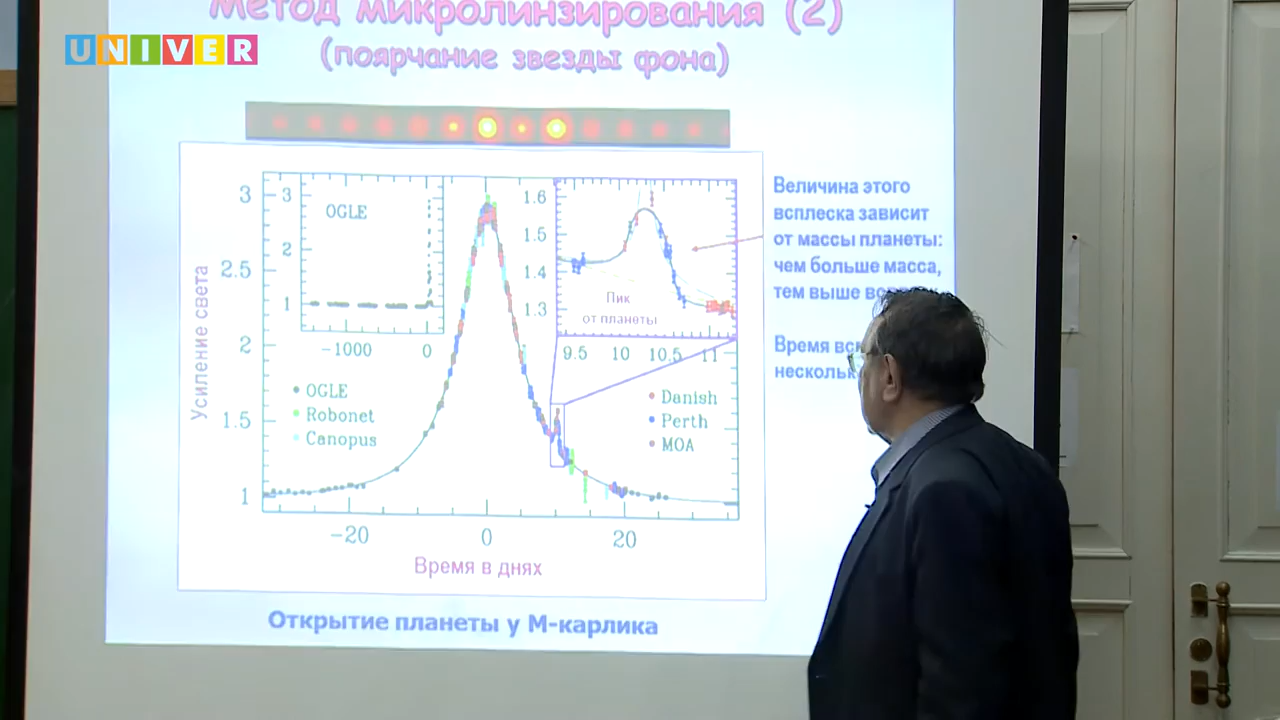 Метод микролинзирования (2)
UNIVER
(поярчание звезды фона)
Величина этого
всплеска зависит
от массы планеты:
чем больше масса,
тем выше
Время
Усиление света
3
2.5
2
1.5
1
3
2
1
OGLE
-1000 0
1.6
1.5
1.4
1.3
Пик
от планеты
9.5 10 10.5 11
OGLE
Robonet
Canopus
Danish
Perth
MOA
-20 0 20
Время в днях
Открытие планеты у М-карлика